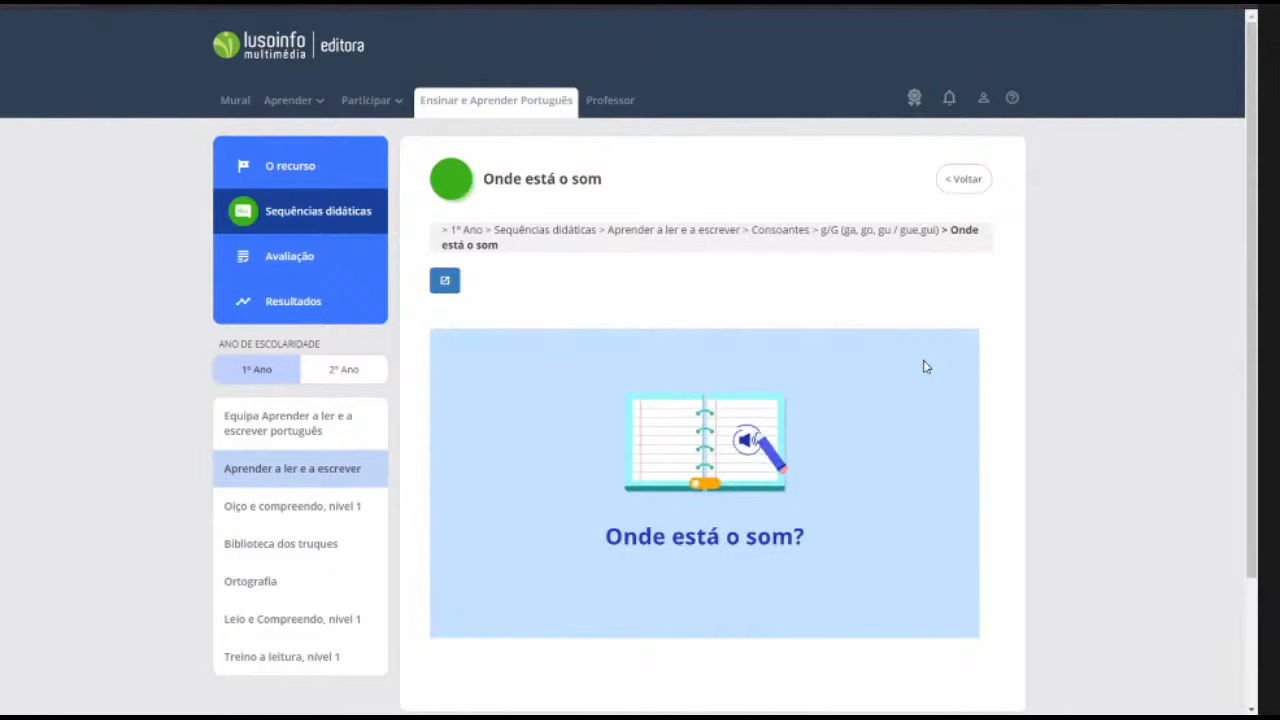 lusoinfo
multimédia
editora
Mural
Aprender
Participar
Ensinar e Aprender Português
Professor
O recurso
Sequências didáticas
Avaliação
Resultados
ANO DE ESCOLARIDADE
1º Ano
2º Ano
Equipa Aprender a ler e a
escrever português
Aprender a ler e a escrever
Oiço e compreendo, nível 1
Biblioteca dos truques
Ortografia
Leio e Compreendo, nível 1
Treino a leitura, nível 1
Onde está o som
< Voltar
> 1º Ano > Sequências didáticas > Aprender a ler e a escrever > Consoantes > g/G (ga, go, gu / gue,gui) > Onde
está o som
Onde está o som?